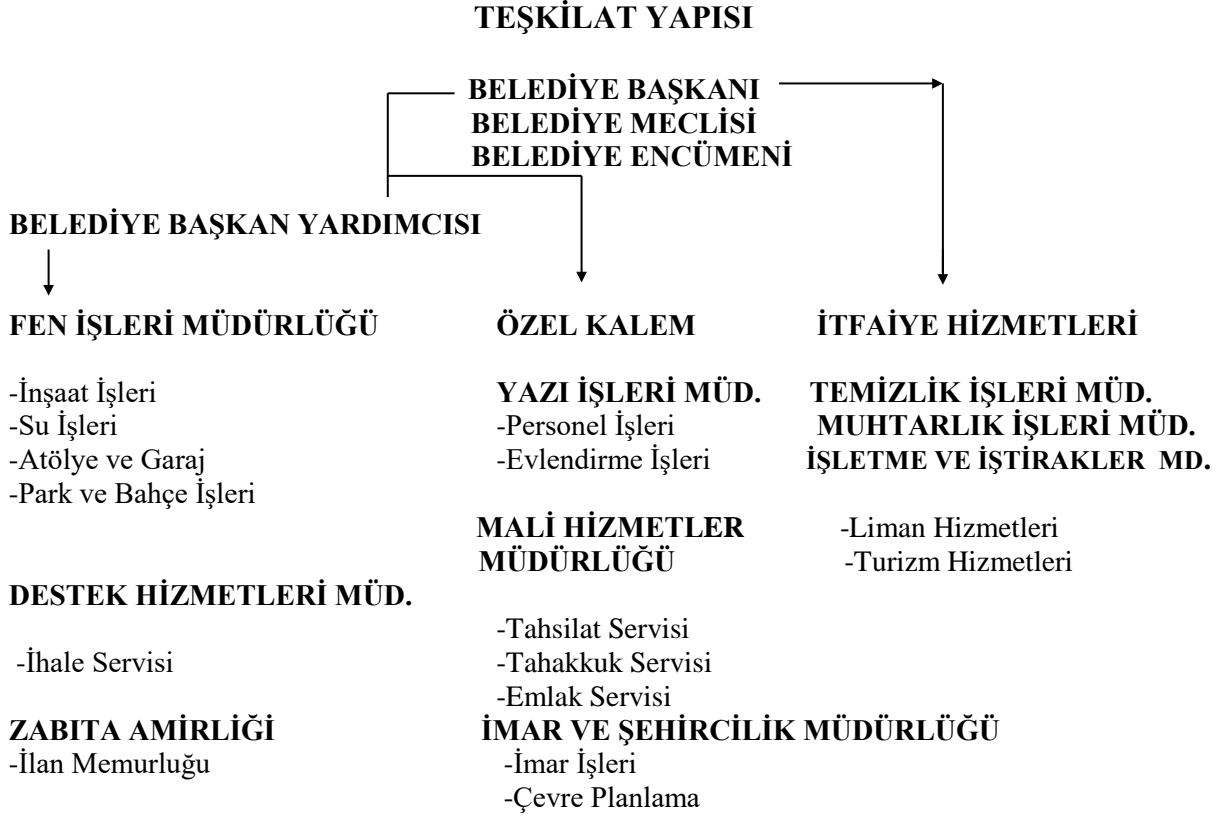 TEŞKİLAT YAPISI
BELEDİYE BAŞKANI
BELEDİYE MECLİSİ
BELEDİYE ENCÜMENİ
BELEDİYE BAŞKAN YARDIMCISI
FEN İŞLERİ MÜDÜRLÜĞÜ
-İnşaat İşleri
-Su İşleri
-Atölye ve Garaj
-Park ve Bahçe İşleri
DESTEK HİZMETLERİ MÜD.
-İhale Servisi
ZABITA AMİRLİĞİ
-İlan Memurluğu
ÖZEL KALEM
YAZI İŞLERİ MÜD.
-Personel İşleri
-Evlendirme İşleri
MALİ HİZMETLER
MÜDÜRLÜĞÜ
-Tahsilat Servisi
-Tahakkuk Servisi
-Emlak Servisi
İMAR VE ŞEHİRCİLİK MÜDÜRLÜĞÜ
-İmar İşleri
-Çevre Planlama
İTFAİYE HİZMETLERİ
TEMİZLİK İŞLERİ MÜD.
MUHTARLIK İŞLERİ MÜD.
İŞLETME VE İŞTİRAKLER MD.
-Liman Hizmetleri
-Turizm Hizmetleri